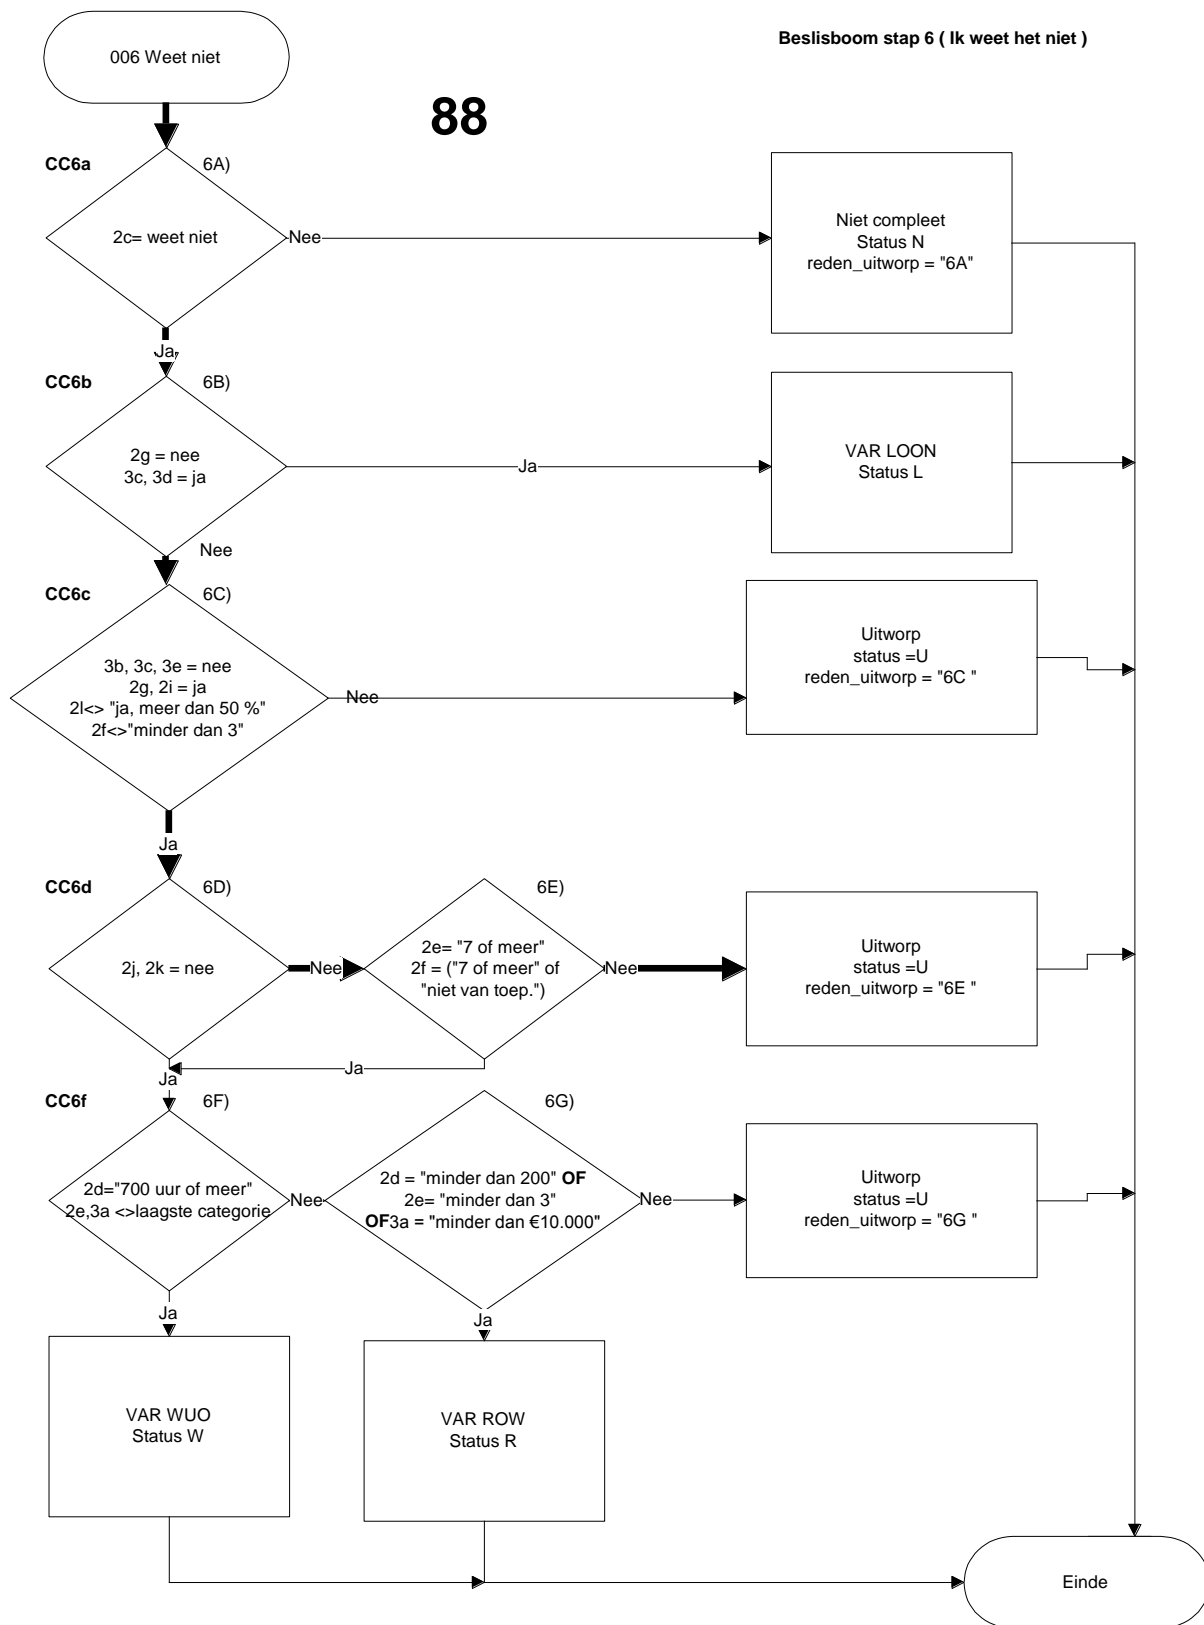 006 Weet niet
Beslisboom stap 6 ( Ik weet het niet )
88
CC6a
6A)
2c= weet niet
Nee
Niet compleet
Status N
reden_uitworp = "6A"
Ja
CC6b
6B)
2g = nee
3c, 3d = ja
Ja
VAR LOON
Status L
Nee
CC6c
6C)
3b, 3c, 3e = nee
2g, 2i = ja
2l<> "ja, meer dan 50 %"
2f<>"minder dan 3"
Nee
Uitworp
status =U
reden_uitworp = "6C "
Ja
CC6d
6D)
2j, 2k = nee
Nee
6E)
2e= "7 of meer"
2f = ("7 of meer" of
"niet van toep.")
Nee
Uitworp
status =U
reden_uitworp = "6E "
Ja
Ja
CC6f
6F)
2d="700 uur of meer"
2e,3a <>laagste categorie
Nee
6G)
2d = "minder dan 200" OF
2e= "minder dan 3"
OF3a = "minder dan €10.000"
Nee
Uitworp
status =U
reden_uitworp = "6G "
Ja
Ja
VAR WUO
Status W
VAR ROW
Status R
Einde